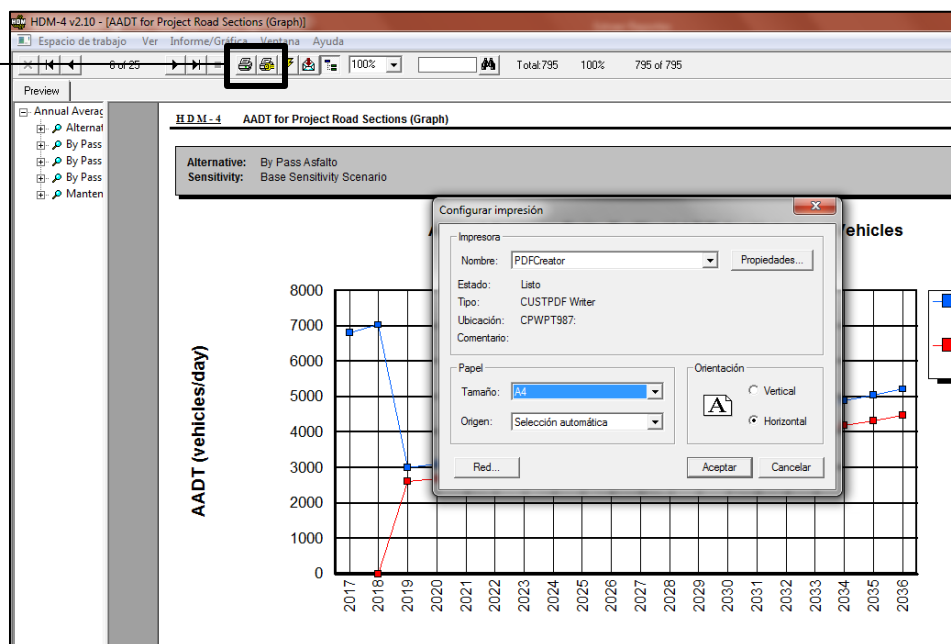 HDM-4 v2.10 - [AADT for Project Road Sections (Graph)]
Espacio de trabajo Ver Informe/Gráfica Ventana Ayuda
6 of 25 100% Total:795 100% 795 of 795
Preview
Annual Averag
Alternat
By Pass
By Pass
By Pass
Manten
HDM-4 AADT for Project Road Sections (Graph)
Alternative: By Pass Asfalto
Sensitivity: Base Sensitivity Scenario
ehicles
Configurar impresión
Impresora
Nombre: PDFCreator Propiedades...
Estado: Listo
Tipo: CUSTPDF Writer
Ubicación: CPWPT987:
Comentario:
Papel
Tamaño: A4
Origen: Selección automática
Orientación
A
Vertical
Horizontal
Red... Aceptar Cancelar
AADT (vehicles/day)
8000
7000
6000
5000
4000
3000
2000
1000
0
2017 2018 2019 2020 2021 2022 2023 2024 2025 2026 2027 2028 2029 2030 2031 2032 2033 2034 2035 2036